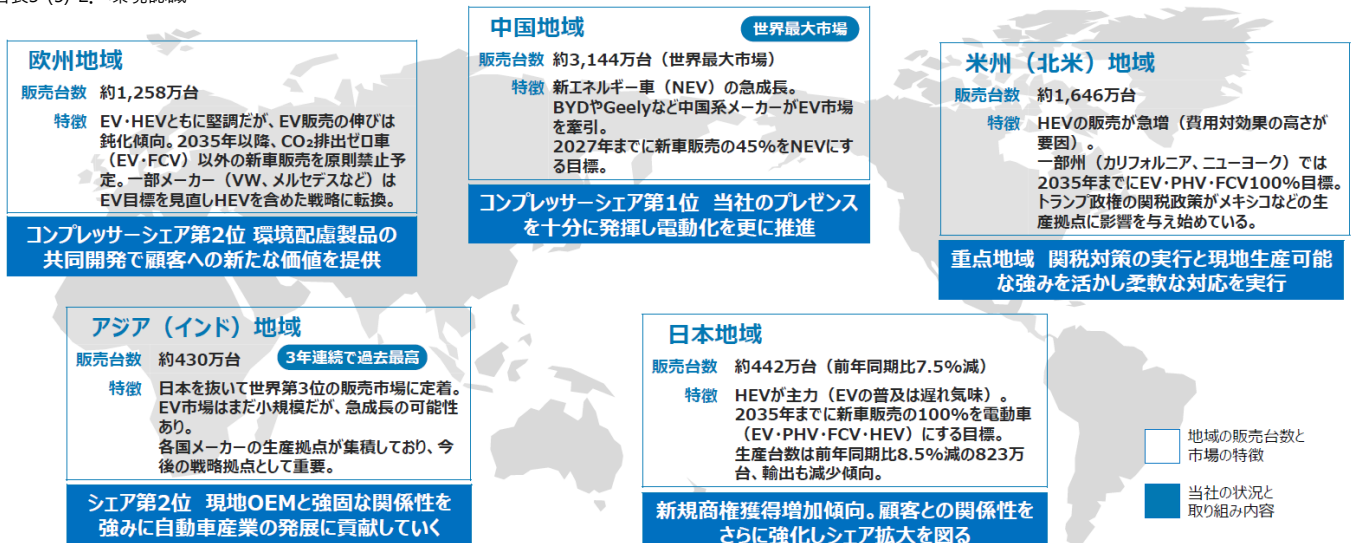 欧州地域
販売台数 約1,258万台
特徴 EV・HEVともに堅調だが、EV販売の伸びは
鈍化傾向。2035年以降、CO₂排出ゼロ車
（EV・FCV）以外の新車販売を原則禁止予
定。一部メーカー（VW、メルセデスなど）は
EV目標を見直しHEVを含めた戦略に転換。
コンプレッサーシェア第2位 環境配慮製品の
共同開発で顧客への新たな価値を提供
中国地域 世界最大市場
販売台数 約3,144万台（世界最大市場）
特徴 新エネルギー車（NEV）の急成長。
BYDやGeelyなど中国系メーカーがEV市場
を牽引。
2027年までに新車販売の45%をNEVにす
る目標。
コンプレッサーシェア第1位 当社のプレゼンス
を十分に発揮し電動化を更に推進
米州（北米）地域
販売台数 約1,646万台
特徴 HEVの販売が急増（費用対効果の高さが
要因）。
一部州（カリフォルニア、ニューヨーク）では
2035年までにEV・PHV・FCV100%目標。
トランプ政権の関税政策がメキシコなどの生
産拠点に影響を与え始めている。
重点地域 関税対策の実行と現地生産可能
な強みを活かし柔軟な対応を実行
アジア（インド）地域
販売台数 約430万台 3年連続で過去最高
特徴 日本を抜いて世界第3位の販売市場に定着。
EV市場はまだ小規模だが、急成長の可能性
あり。
各国メーカーの生産拠点が集積しており、今
後の戦略拠点として重要。
シェア第2位 現地OEMと強固な関係性を
強みに自動車産業の発展に貢献していく
日本地域
販売台数 約442万台（前年同期比7.5%減）
特徴 HEVが主力（EVの普及は遅れ気味）。
2035年までに新車販売の100%を電動車
（EV・PHV・FCV・HEV）にする目標。
生産台数は前年同期比8.5%減の823万
台、輸出も減少傾向。
新規商権獲得増加傾向。顧客との関係性を
さらに強化しシェア拡大を図る
地域の販売台数と
市場の特徴
当社の状況と
取り組み内容